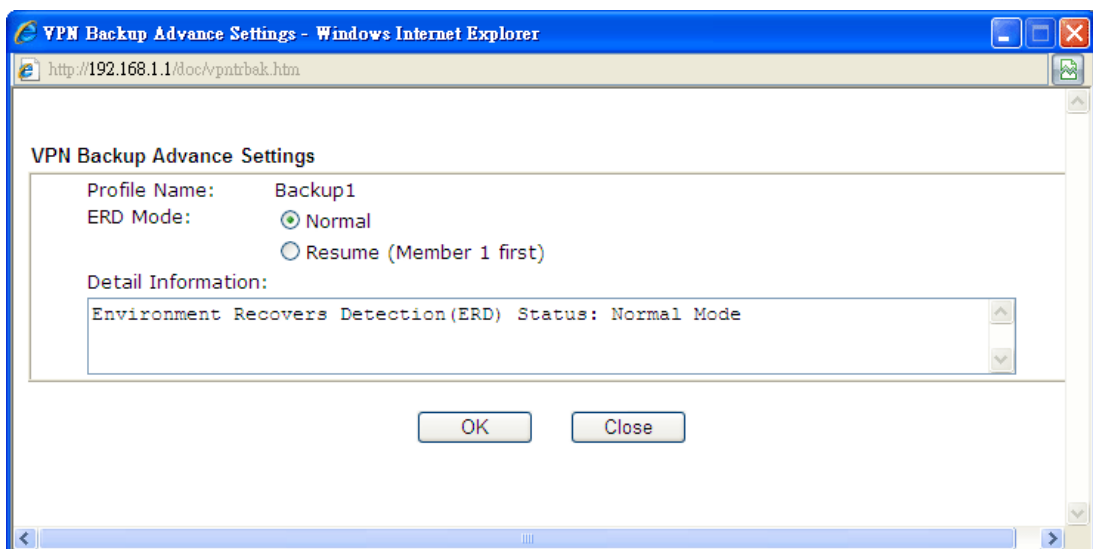 VPN Backup Advance Settings - Windows Internet Explorer
http://192.168.1.1/doc/vpntrbak.htm
VPN Backup Advance Settings
Profile Name: Backup1
ERD Mode: Normal
Resume (Member 1 first)
Detail Information:
Environment Recovers Detection(ERD) Status: Normal Mode
OK Close